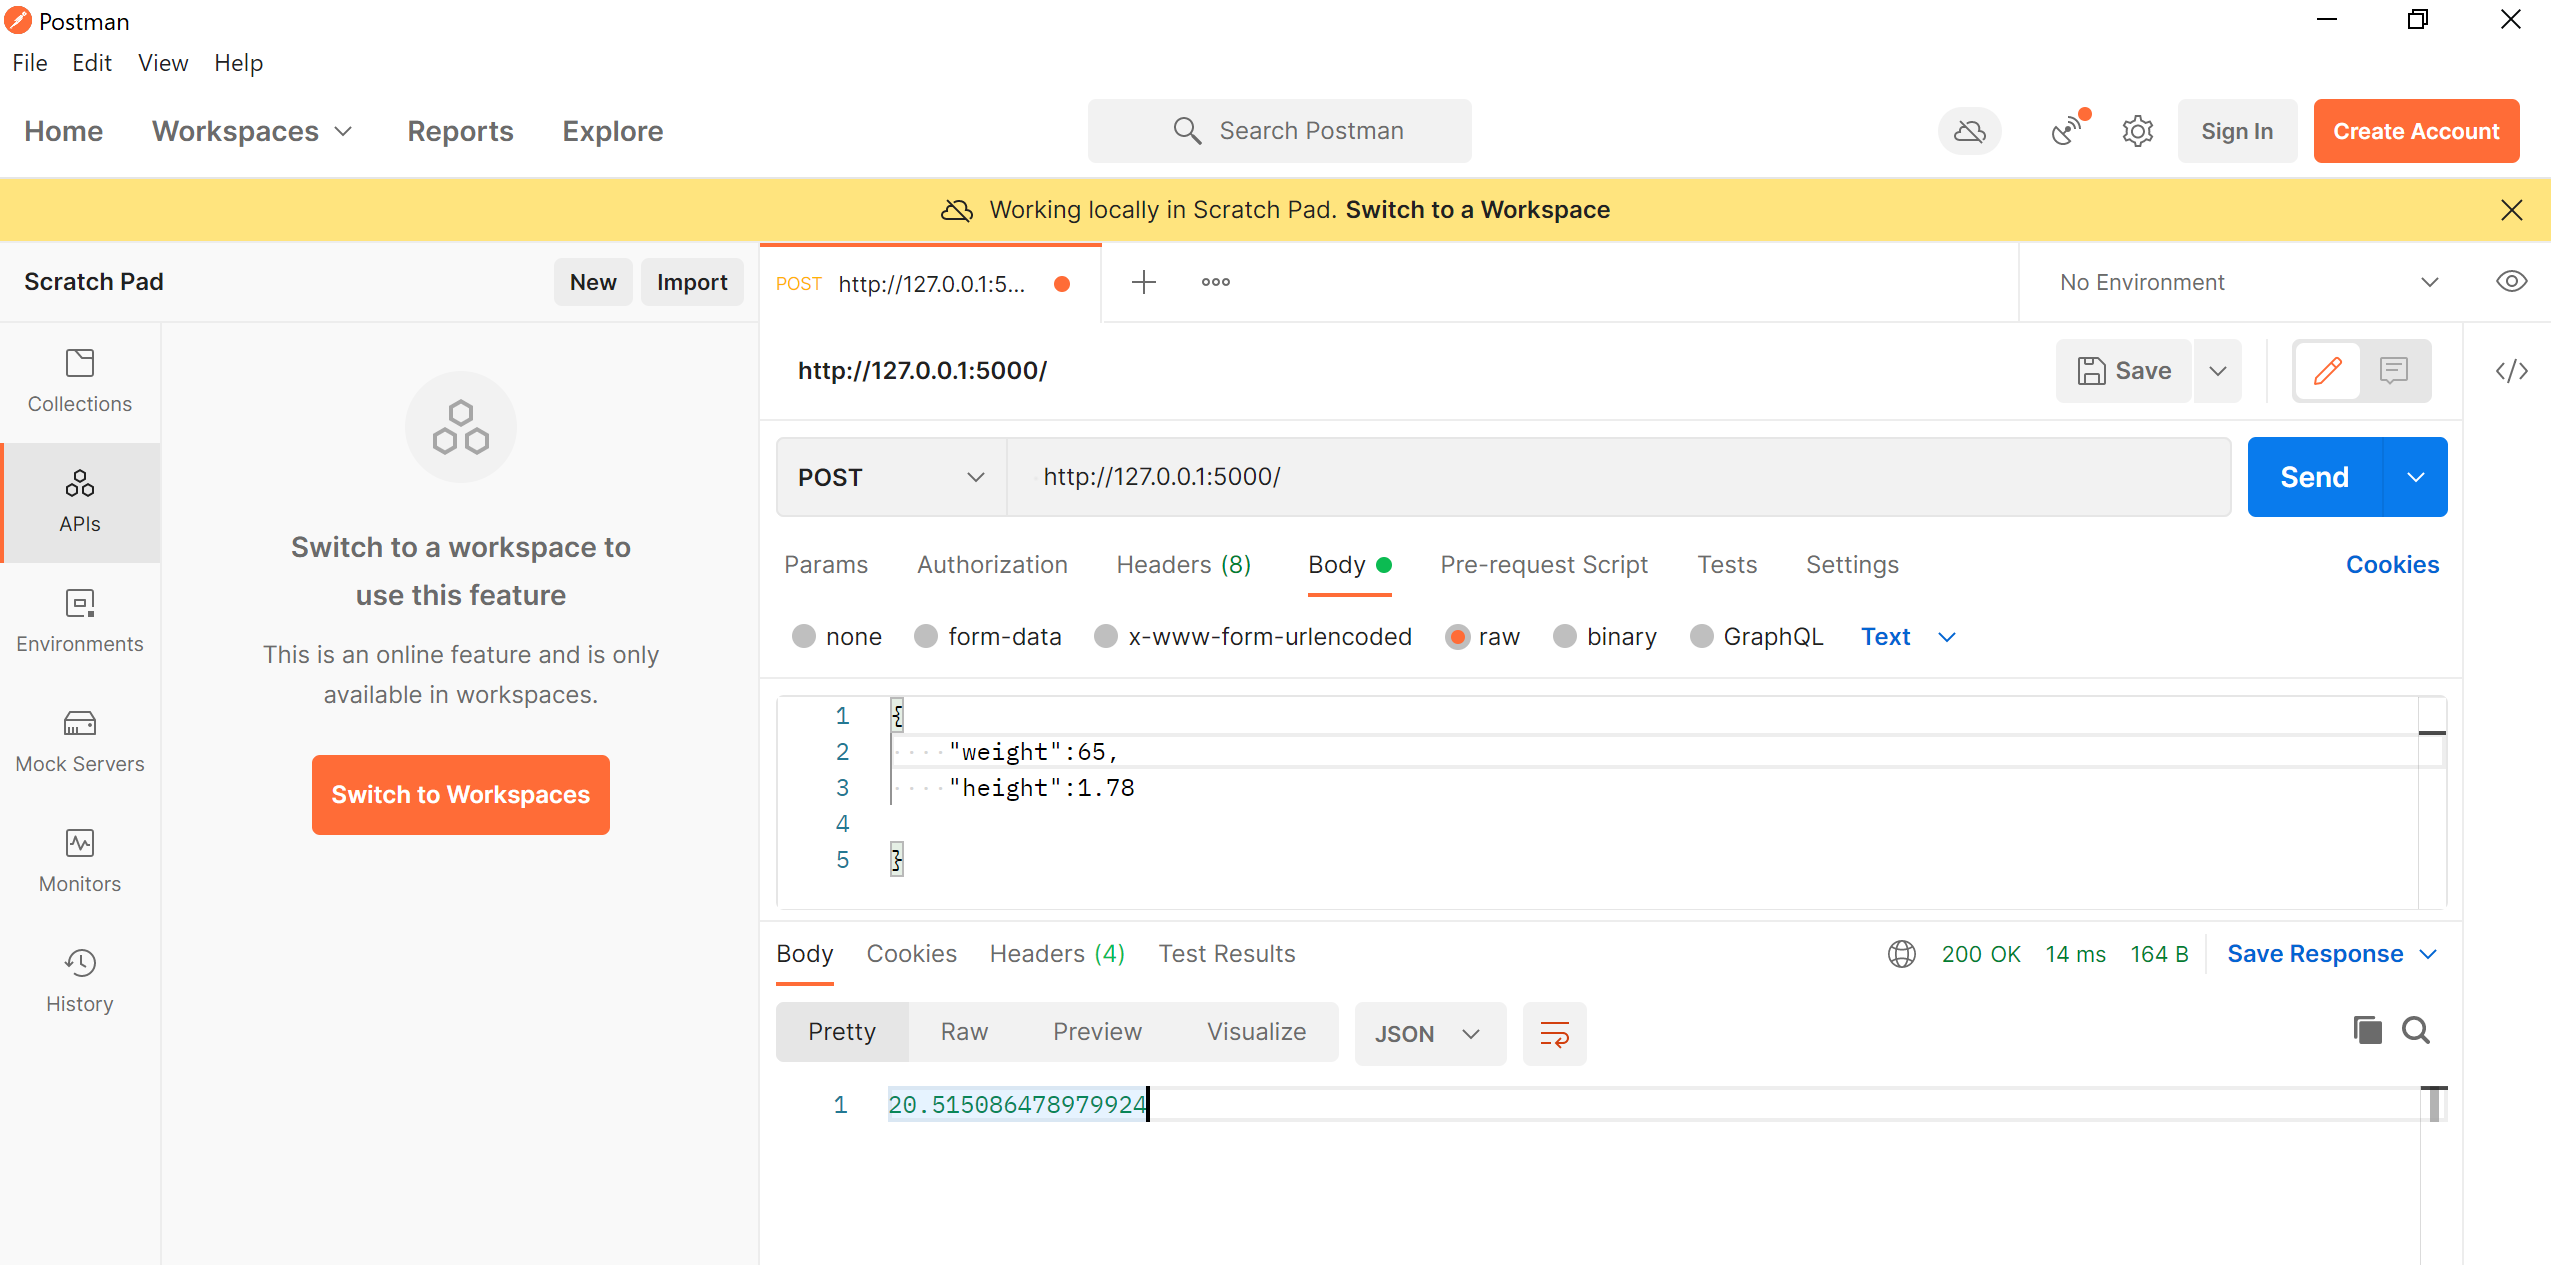 Postman
File Edit View Help
Home Workspaces Reports Explore
Search Postman
Sign In
Create Account
Working locally in Scratch Pad. Switch to a Workspace
Scratch Pad
New
Import
POST http://127.0.0.1:5...
No Environment
Collections
APIs
Environments
Mock Servers
Monitors
History
Switch to a workspace to
use this feature
This is an online feature and is only
available in workspaces.
Switch to Workspaces
http://127.0.0.1:5000/
Save
POST http://127.0.0.1:5000/
Send
Params Authorization Headers (8) Body Pre-request Script Tests Settings Cookies
none form-data x-www-form-urlencoded raw binary GraphQL Text
1 {
2 "weight":65,
3 "height":1.78
4
5 }
Body Cookies Headers (4) Test Results 200 OK 14 ms 164 B Save Response
Pretty Raw Preview Visualize JSON
1 20.515086478979924